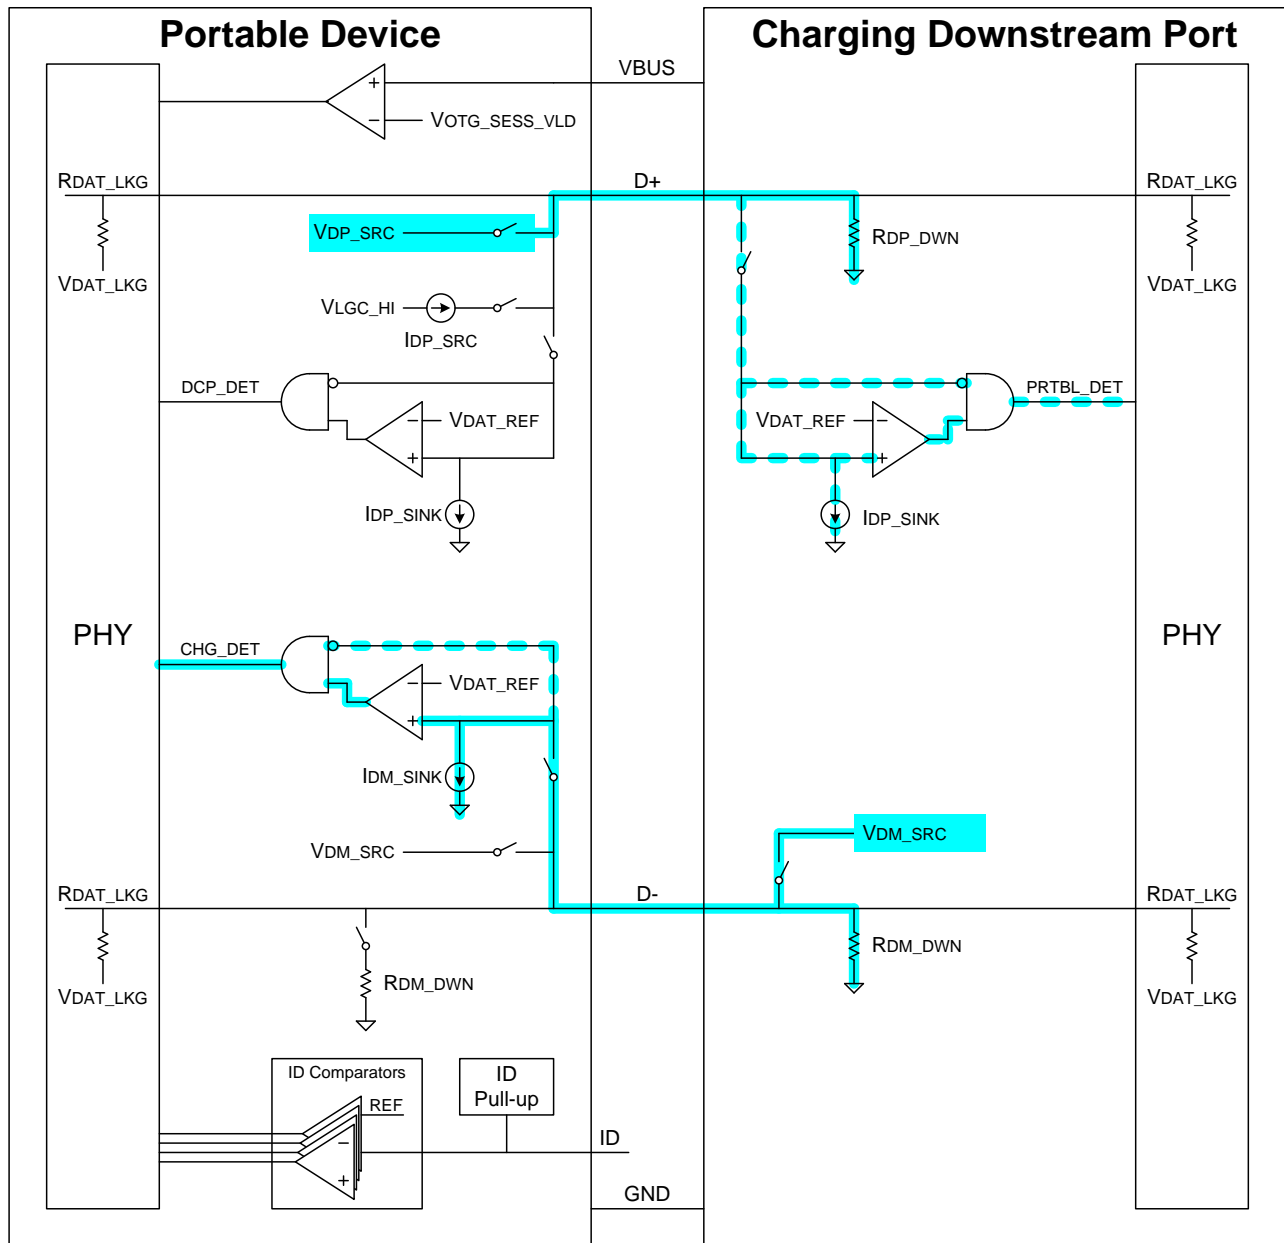 Portable Device
Charging Downstream Port
VBUS
+
−
VOTG_SESS_VLD
RDAT_LKG
D+
RDAT_LKG
VDP_SRC
RDP_DWN
VDAT_LKG
VDAT_LKG
VLGC_HI
IDP_SRC
DCP_DET
PRTBL_DET
−
VDAT_REF
VDAT_REF
−
+
+
IDP_SINK
IDP_SINK
PHY
PHY
CHG_DET
−
VDAT_REF
+
IDM_SINK
VDM_SRC
VDM_SRC
RDAT_LKG
D-
RDAT_LKG
RDM_DWN
RDM_DWN
VDAT_LKG
VDAT_LKG
ID Comparators
ID
Pull-up
REF
−
+
ID
GND